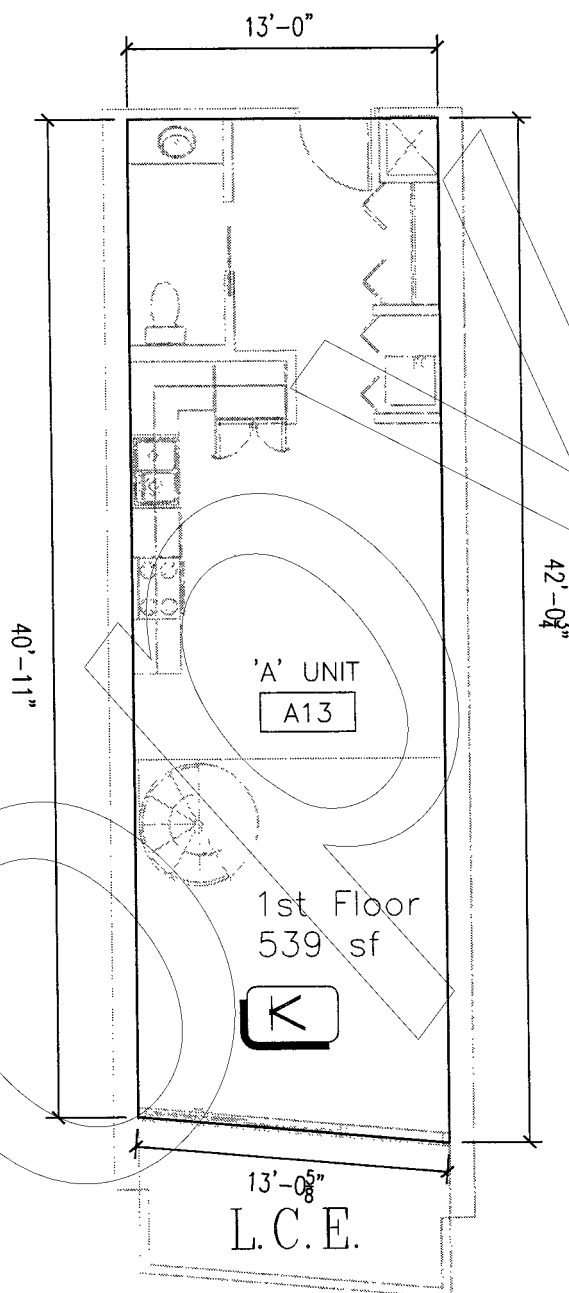 13'-0"
40'-11"
42'-0¾"
'A' UNIT
A13
1st Floor
539 sf
13'-0⅝"
L.C.E.